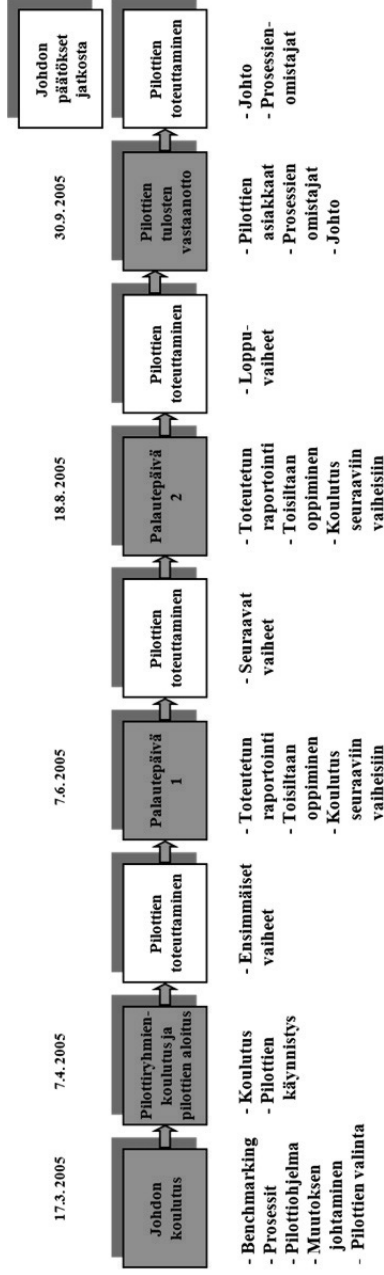 17.3.2005
7.4.2005
7.6.2005
18.8.2005
30.9.2005
Johdon
päätökset
jatkosta
Johdon
koulutus
Pilottiryhmien-
koulutus ja
pilottien aloitus
Pilottien
toteuttaminen
Palautepäivä
1
Pilottien
toteuttaminen
Palautepäivä
2
Pilottien
toteuttaminen
Pilottien
tulosten
vastaanotto
Pilottien
toteuttaminen
- Benchmarking
- Prosessit
- Pilottiohjelma
- Muutoksen
johtaminen
- Pilottien valinta
- Koulutus
- Pilottien
käynnistys
- Ensimmäiset
vaiheet
- Toteutetun
raportointi
- Toisiltaan
oppiminen
- Koulutus
seuraaviin
vaiheisiin
- Seuraavat
vaiheet
- Toteutetun
raportointi
- Toisiltaan
oppiminen
- Koulutus
seuraaviin
vaiheisiin
- Loppu-
vaiheet
- Pilottien
asiakkaat
- Prosessien
omistajat
- Johto
- Johto
- Prosessien-
omistajat